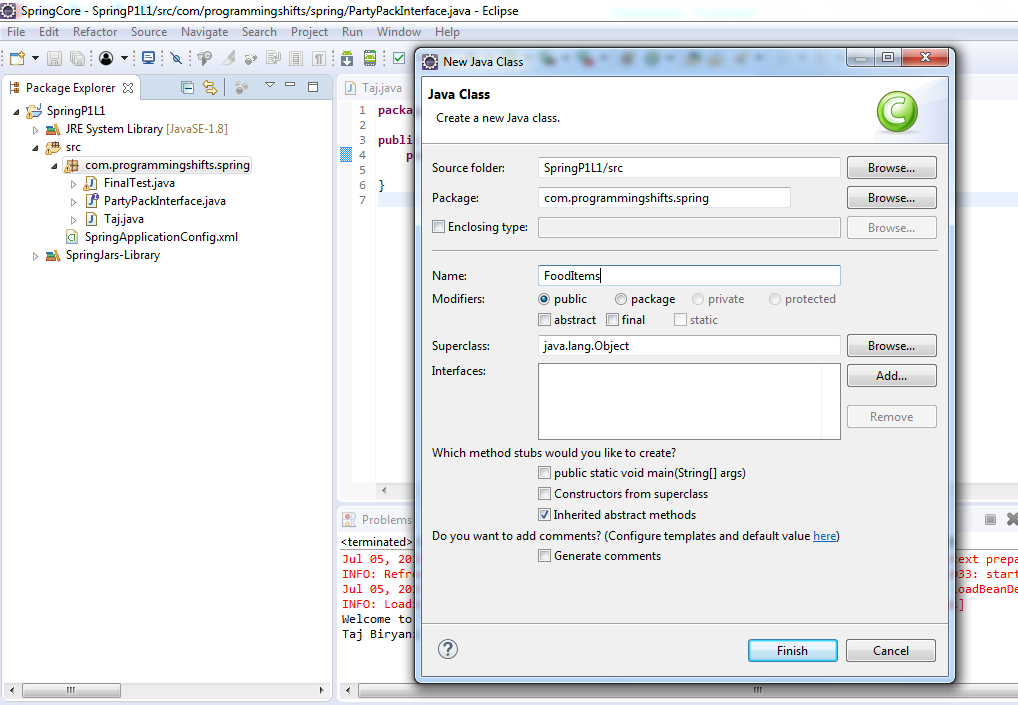 SpringCore - SpringP1L1/src/com/programmingshifts/spring/PartyPackInterface.java - Eclipse
File Edit Refactor Source Navigate Search Project Run Window Help
Package Explorer
SpringP1L1
JRE System Library [JavaSE-1.8]
src
com.programmingshifts.spring
FinalTest.java
PartyPackInterface.java
Taj.java
SpringApplicationConfig.xml
SpringJars-Library
Taj.java
1 packa
2
3 publi
4 p
5
6 }
7
Problems
<terminated>
Jul 05, 20
INFO: Refr
Jul 05, 20
INFO: Load
Welcome to
Taj Biryan
text prepa
033: start
LoadBeanDe
]
New Java Class
Java Class
Create a new Java class.
Source folder: SpringP1L1/src Browse...
Package: com.programmingshifts.spring Browse...
Enclosing type: Browse...
Name: FoodItems
Modifiers: public package private protected
abstract final static
Superclass: java.lang.Object Browse...
Interfaces: Add...
Remove
Which method stubs would you like to create?
public static void main(String[] args)
Constructors from superclass
Inherited abstract methods
Do you want to add comments? (Configure templates and default value here)
Generate comments
Finish Cancel